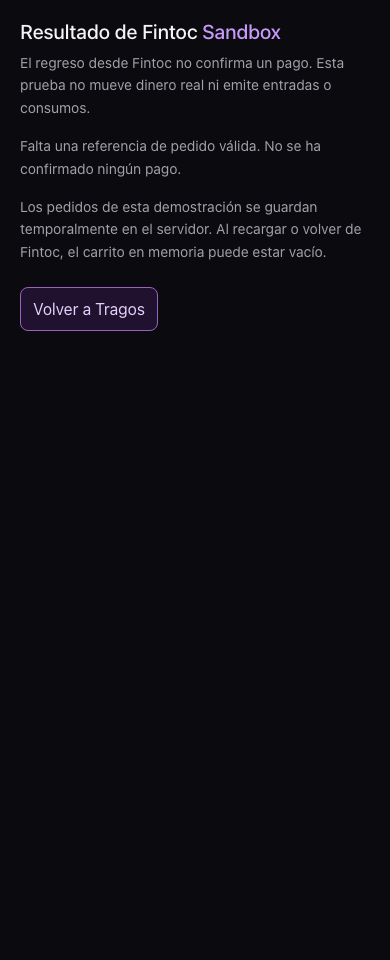 Resultado de Fintoc Sandbox
El regreso desde Fintoc no confirma un pago. Esta
prueba no mueve dinero real ni emite entradas o
consumos.
Falta una referencia de pedido válida. No se ha
confirmado ningún pago.
Los pedidos de esta demostración se guardan
temporalmente en el servidor. Al recargar o volver de
Fintoc, el carrito en memoria puede estar vacío.
Volver a Tragos